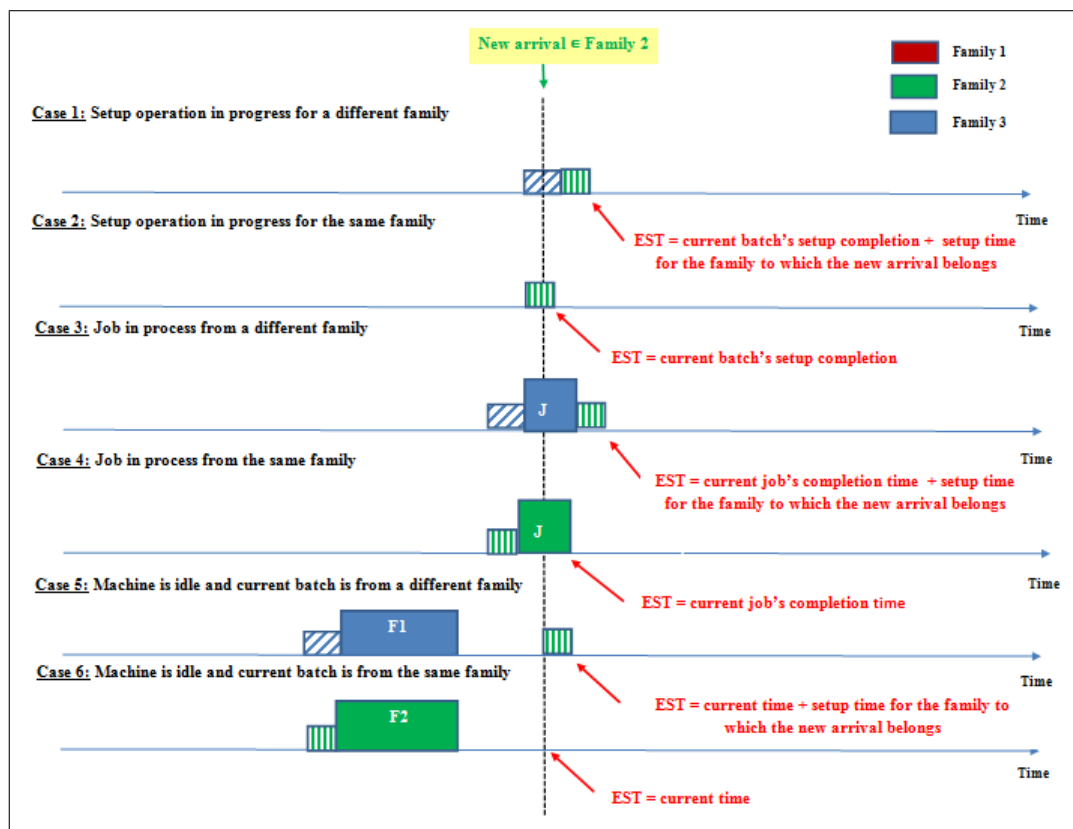 New arrival ∈ Family 2
Family 1
Family 2
Family 3
Case 1: Setup operation in progress for a different family
Time
Case 2: Setup operation in progress for the same family
EST = current batch's setup completion + setup time
for the family to which the new arrival belongs
Time
Case 3: Job in process from a different family
EST = current batch's setup completion
J
Time
Case 4: Job in process from the same family
EST = current job's completion time + setup time
for the family to which the new arrival belongs
J
Time
Case 5: Machine is idle and current batch is from a different family
EST = current job's completion time
F1
Time
Case 6: Machine is idle and current batch is from the same family
EST = current time + setup time for the family to
which the new arrival belongs
F2
Time
EST = current time